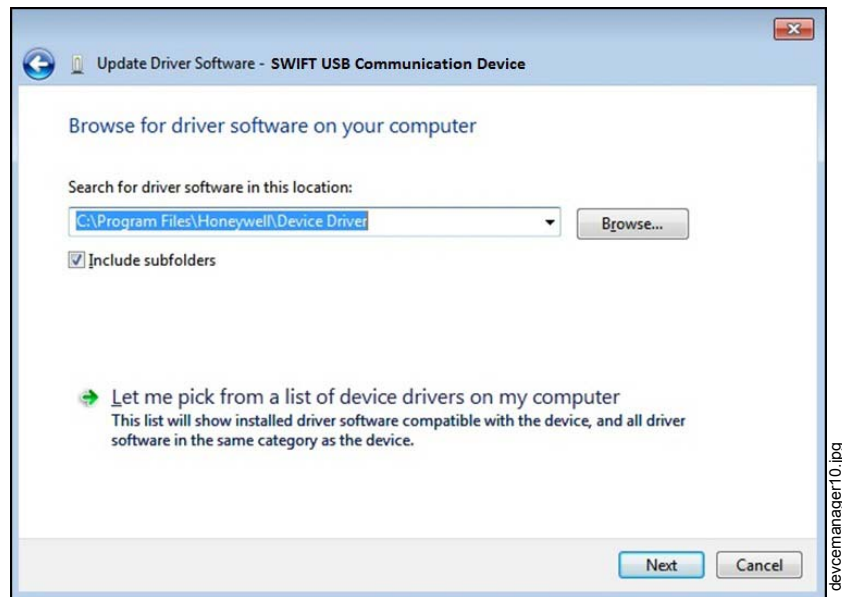 Update Driver Software - SWIFT USB Communication Device
Browse for driver software on your computer
Search for driver software in this location:
C:\Program Files\Honeywell\Device Driver
Browse...
Include subfolders
Let me pick from a list of device drivers on my computer
This list will show installed driver software compatible with the device, and all driver
software in the same category as the device.
Next
Cancel
devcemanager10.jpg